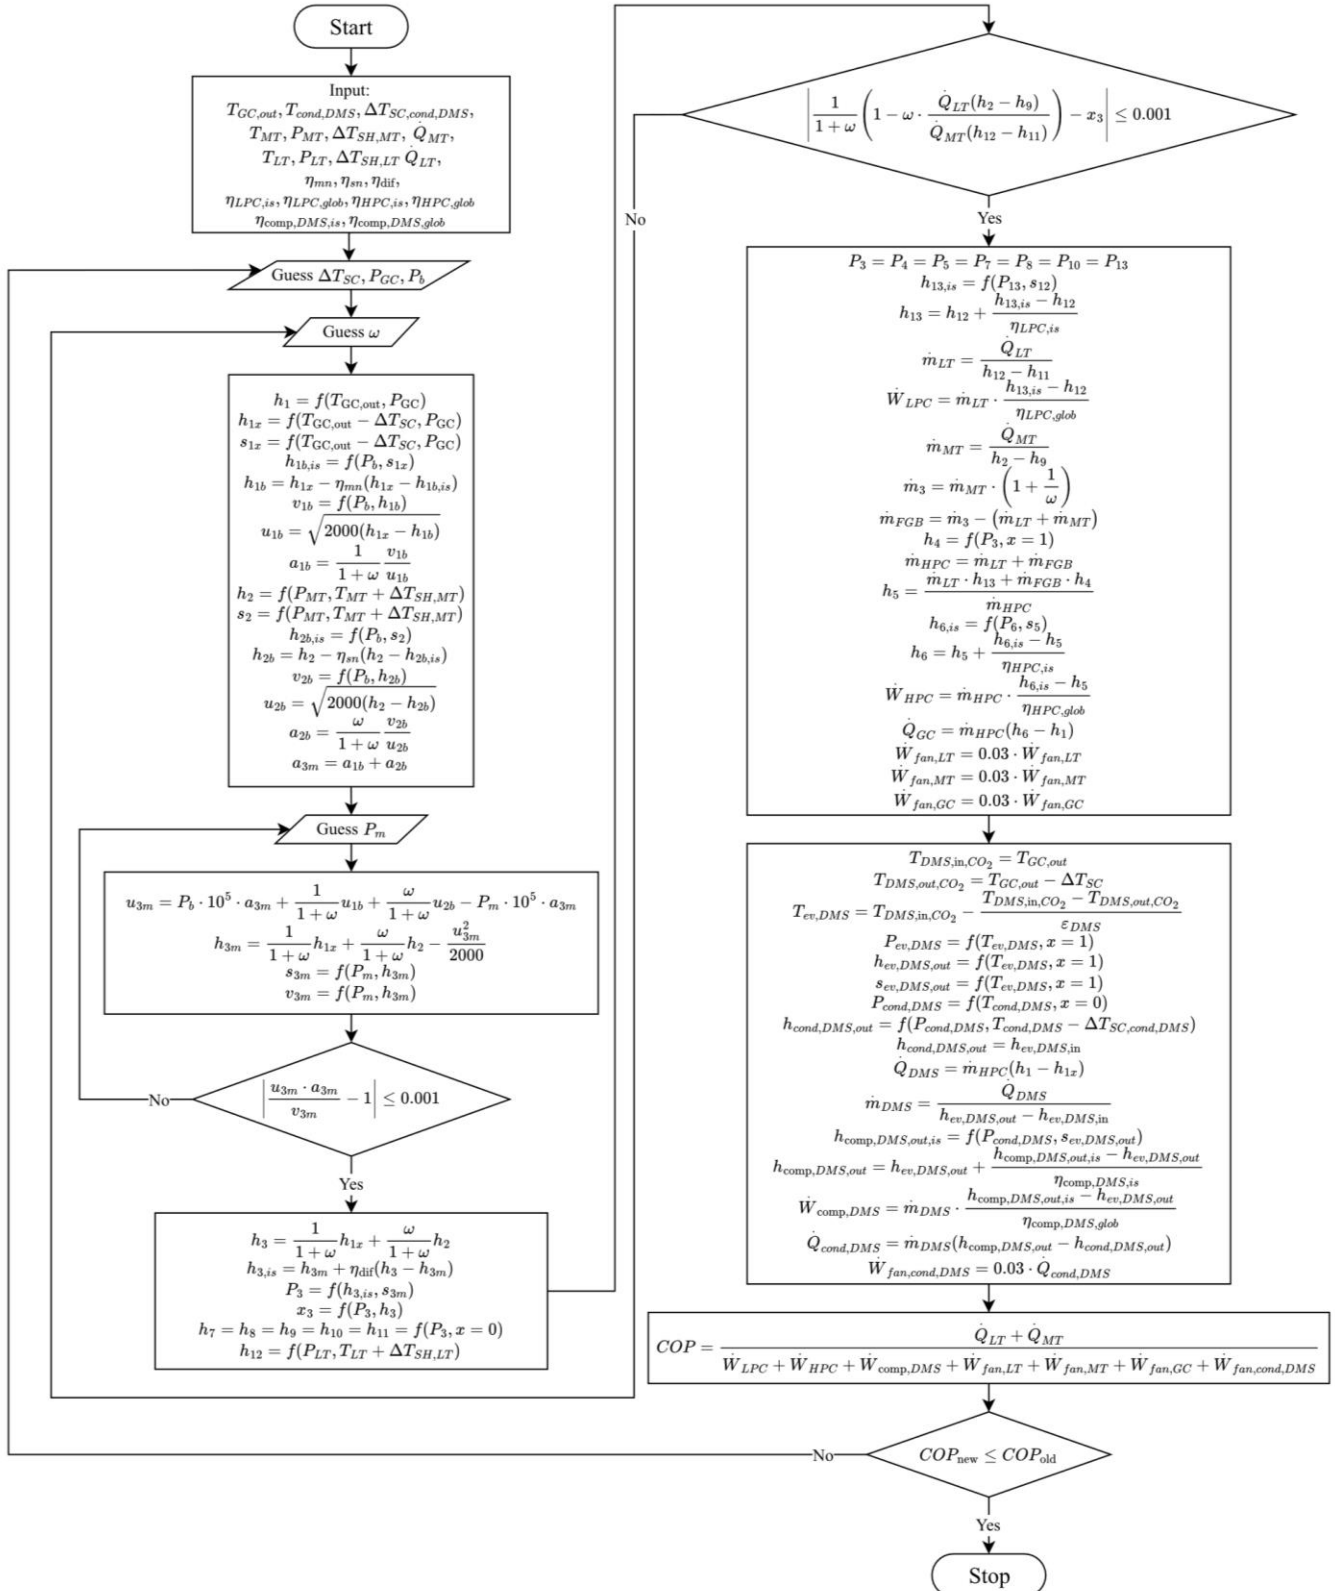 Start
Input:
T_{GC,out}, T_{cond,DMS}, ΔT_{SC,cond,DMS},
T_{MT}, P_{MT}, ΔT_{SH,MT}, Q̇_{MT},
T_{LT}, P_{LT}, ΔT_{SH,LT} Q̇_{LT},
η_{mn}, η_{sn}, η_{dif},
η_{LPC,is}, η_{LPC,glob}, η_{HPC,is}, η_{HPC,glob}
η_{comp,DMS,is}, η_{comp,DMS,glob}
Guess ΔT_{SC}, P_{GC}, P_b
Guess ω
h_1 = f(T_{GC,out}, P_{GC})
h_{1x} = f(T_{GC,out} − ΔT_{SC}, P_{GC})
s_{1x} = f(T_{GC,out} − ΔT_{SC}, P_{GC})
h_{1b,is} = f(P_b, s_{1x})
h_{1b} = h_{1x} − η_{mn}(h_{1x} − h_{1b,is})
v_{1b} = f(P_b, h_{1b})
u_{1b} = \sqrt{2000(h_{1x} − h_{1b})}
a_{1b} = \frac{1}{1 + ω} \frac{v_{1b}}{u_{1b}}
h_2 = f(P_{MT}, T_{MT} + ΔT_{SH,MT})
s_2 = f(P_{MT}, T_{MT} + ΔT_{SH,MT})
h_{2b,is} = f(P_b, s_2)
h_{2b} = h_2 − η_{sn}(h_2 − h_{2b,is})
v_{2b} = f(P_b, h_{2b})
u_{2b} = \sqrt{2000(h_2 − h_{2b})}
a_{2b} = \frac{ω}{1 + ω} \frac{v_{2b}}{u_{2b}}
a_{3m} = a_{1b} + a_{2b}
Guess P_m
u_{3m} = P_b · 10^5 · a_{3m} + \frac{1}{1 + ω} u_{1b} + \frac{ω}{1 + ω} u_{2b} − P_m · 10^5 · a_{3m}
h_{3m} = \frac{1}{1 + ω} h_{1x} + \frac{ω}{1 + ω} h_2 − \frac{u_{3m}^2}{2000}
s_{3m} = f(P_m, h_{3m})
v_{3m} = f(P_m, h_{3m})
|\frac{u_{3m} · a_{3m}}{v_{3m}} − 1| ≤ 0.001
No
Yes
h_3 = \frac{1}{1 + ω} h_{1x} + \frac{ω}{1 + ω} h_2
h_{3,is} = h_{3m} + η_{dif}(h_3 − h_{3m})
P_3 = f(h_{3,is}, s_{3m})
x_3 = f(P_3, h_3)
h_7 = h_8 = h_9 = h_{10} = h_{11} = f(P_3, x = 0)
h_{12} = f(P_{LT}, T_{LT} + ΔT_{SH,LT})
|\frac{1}{1 + ω} (1 − ω · \frac{Q̇_{LT}(h_2 − h_9)}{Q̇_{MT}(h_{12} − h_{11})}) − x_3| ≤ 0.001
No
Yes
P_3 = P_4 = P_5 = P_7 = P_8 = P_{10} = P_{13}
h_{13,is} = f(P_{13}, s_{12})
h_{13} = h_{12} + \frac{h_{13,is} − h_{12}}{η_{LPC,is}}
ṁ_{LT} = \frac{Q̇_{LT}}{h_{12} − h_{11}}
Ẇ_{LPC} = ṁ_{LT} · \frac{h_{13,is} − h_{12}}{η_{LPC,glob}}
ṁ_{MT} = \frac{Q̇_{MT}}{h_2 − h_9}
ṁ_3 = ṁ_{MT} · (1 + \frac{1}{ω})
ṁ_{FGB} = ṁ_3 − (ṁ_{LT} + ṁ_{MT})
h_4 = f(P_3, x = 1)
ṁ_{HPC} = ṁ_{LT} + ṁ_{FGB}
h_5 = \frac{ṁ_{LT} · h_{13} + ṁ_{FGB} · h_4}{ṁ_{HPC}}
h_{6,is} = f(P_6, s_5)
h_6 = h_5 + \frac{h_{6,is} − h_5}{η_{HPC,is}}
Ẇ_{HPC} = ṁ_{HPC} · \frac{h_{6,is} − h_5}{η_{HPC,glob}}
Q̇_{GC} = ṁ_{HPC}(h_6 − h_1)
Ẇ_{fan,LT} = 0.03 · Ẇ_{fan,LT}
Ẇ_{fan,MT} = 0.03 · Ẇ_{fan,MT}
Ẇ_{fan,GC} = 0.03 · Ẇ_{fan,GC}
T_{DMS,in,CO_2} = T_{GC,out}
T_{DMS,out,CO_2} = T_{GC,out} − ΔT_{SC}
T_{ev,DMS} = T_{DMS,in,CO_2} − \frac{T_{DMS,in,CO_2} − T_{DMS,out,CO_2}}{ε_{DMS}}
P_{ev,DMS} = f(T_{ev,DMS}, x = 1)
h_{ev,DMS,out} = f(T_{ev,DMS}, x = 1)
s_{ev,DMS,out} = f(T_{ev,DMS}, x = 1)
P_{cond,DMS} = f(T_{cond,DMS}, x = 0)
h_{cond,DMS,out} = f(P_{cond,DMS}, T_{cond,DMS} − ΔT_{SC,cond,DMS})
h_{cond,DMS,out} = h_{ev,DMS,in}
Q̇_{DMS} = ṁ_{HPC}(h_1 − h_{1x})
ṁ_{DMS} = \frac{Q̇_{DMS}}{h_{ev,DMS,out} − h_{ev,DMS,in}}
h_{comp,DMS,out,is} = f(P_{cond,DMS}, s_{ev,DMS,out})
h_{comp,DMS,out} = h_{ev,DMS,out} + \frac{h_{comp,DMS,out,is} − h_{ev,DMS,out}}{η_{comp,DMS,is}}
Ẇ_{comp,DMS} = ṁ_{DMS} · \frac{h_{comp,DMS,out,is} − h_{ev,DMS,out}}{η_{comp,DMS,glob}}
Q̇_{cond,DMS} = ṁ_{DMS}(h_{comp,DMS,out} − h_{cond,DMS,out})
Ẇ_{fan,cond,DMS} = 0.03 · Q̇_{cond,DMS}
COP = \frac{Q̇_{LT} + Q̇_{MT}}{Ẇ_{LPC} + Ẇ_{HPC} + Ẇ_{comp,DMS} + Ẇ_{fan,LT} + Ẇ_{fan,MT} + Ẇ_{fan,GC} + Ẇ_{fan,cond,DMS}}
COP_{new} ≤ COP_{old}
No
Yes
Stop